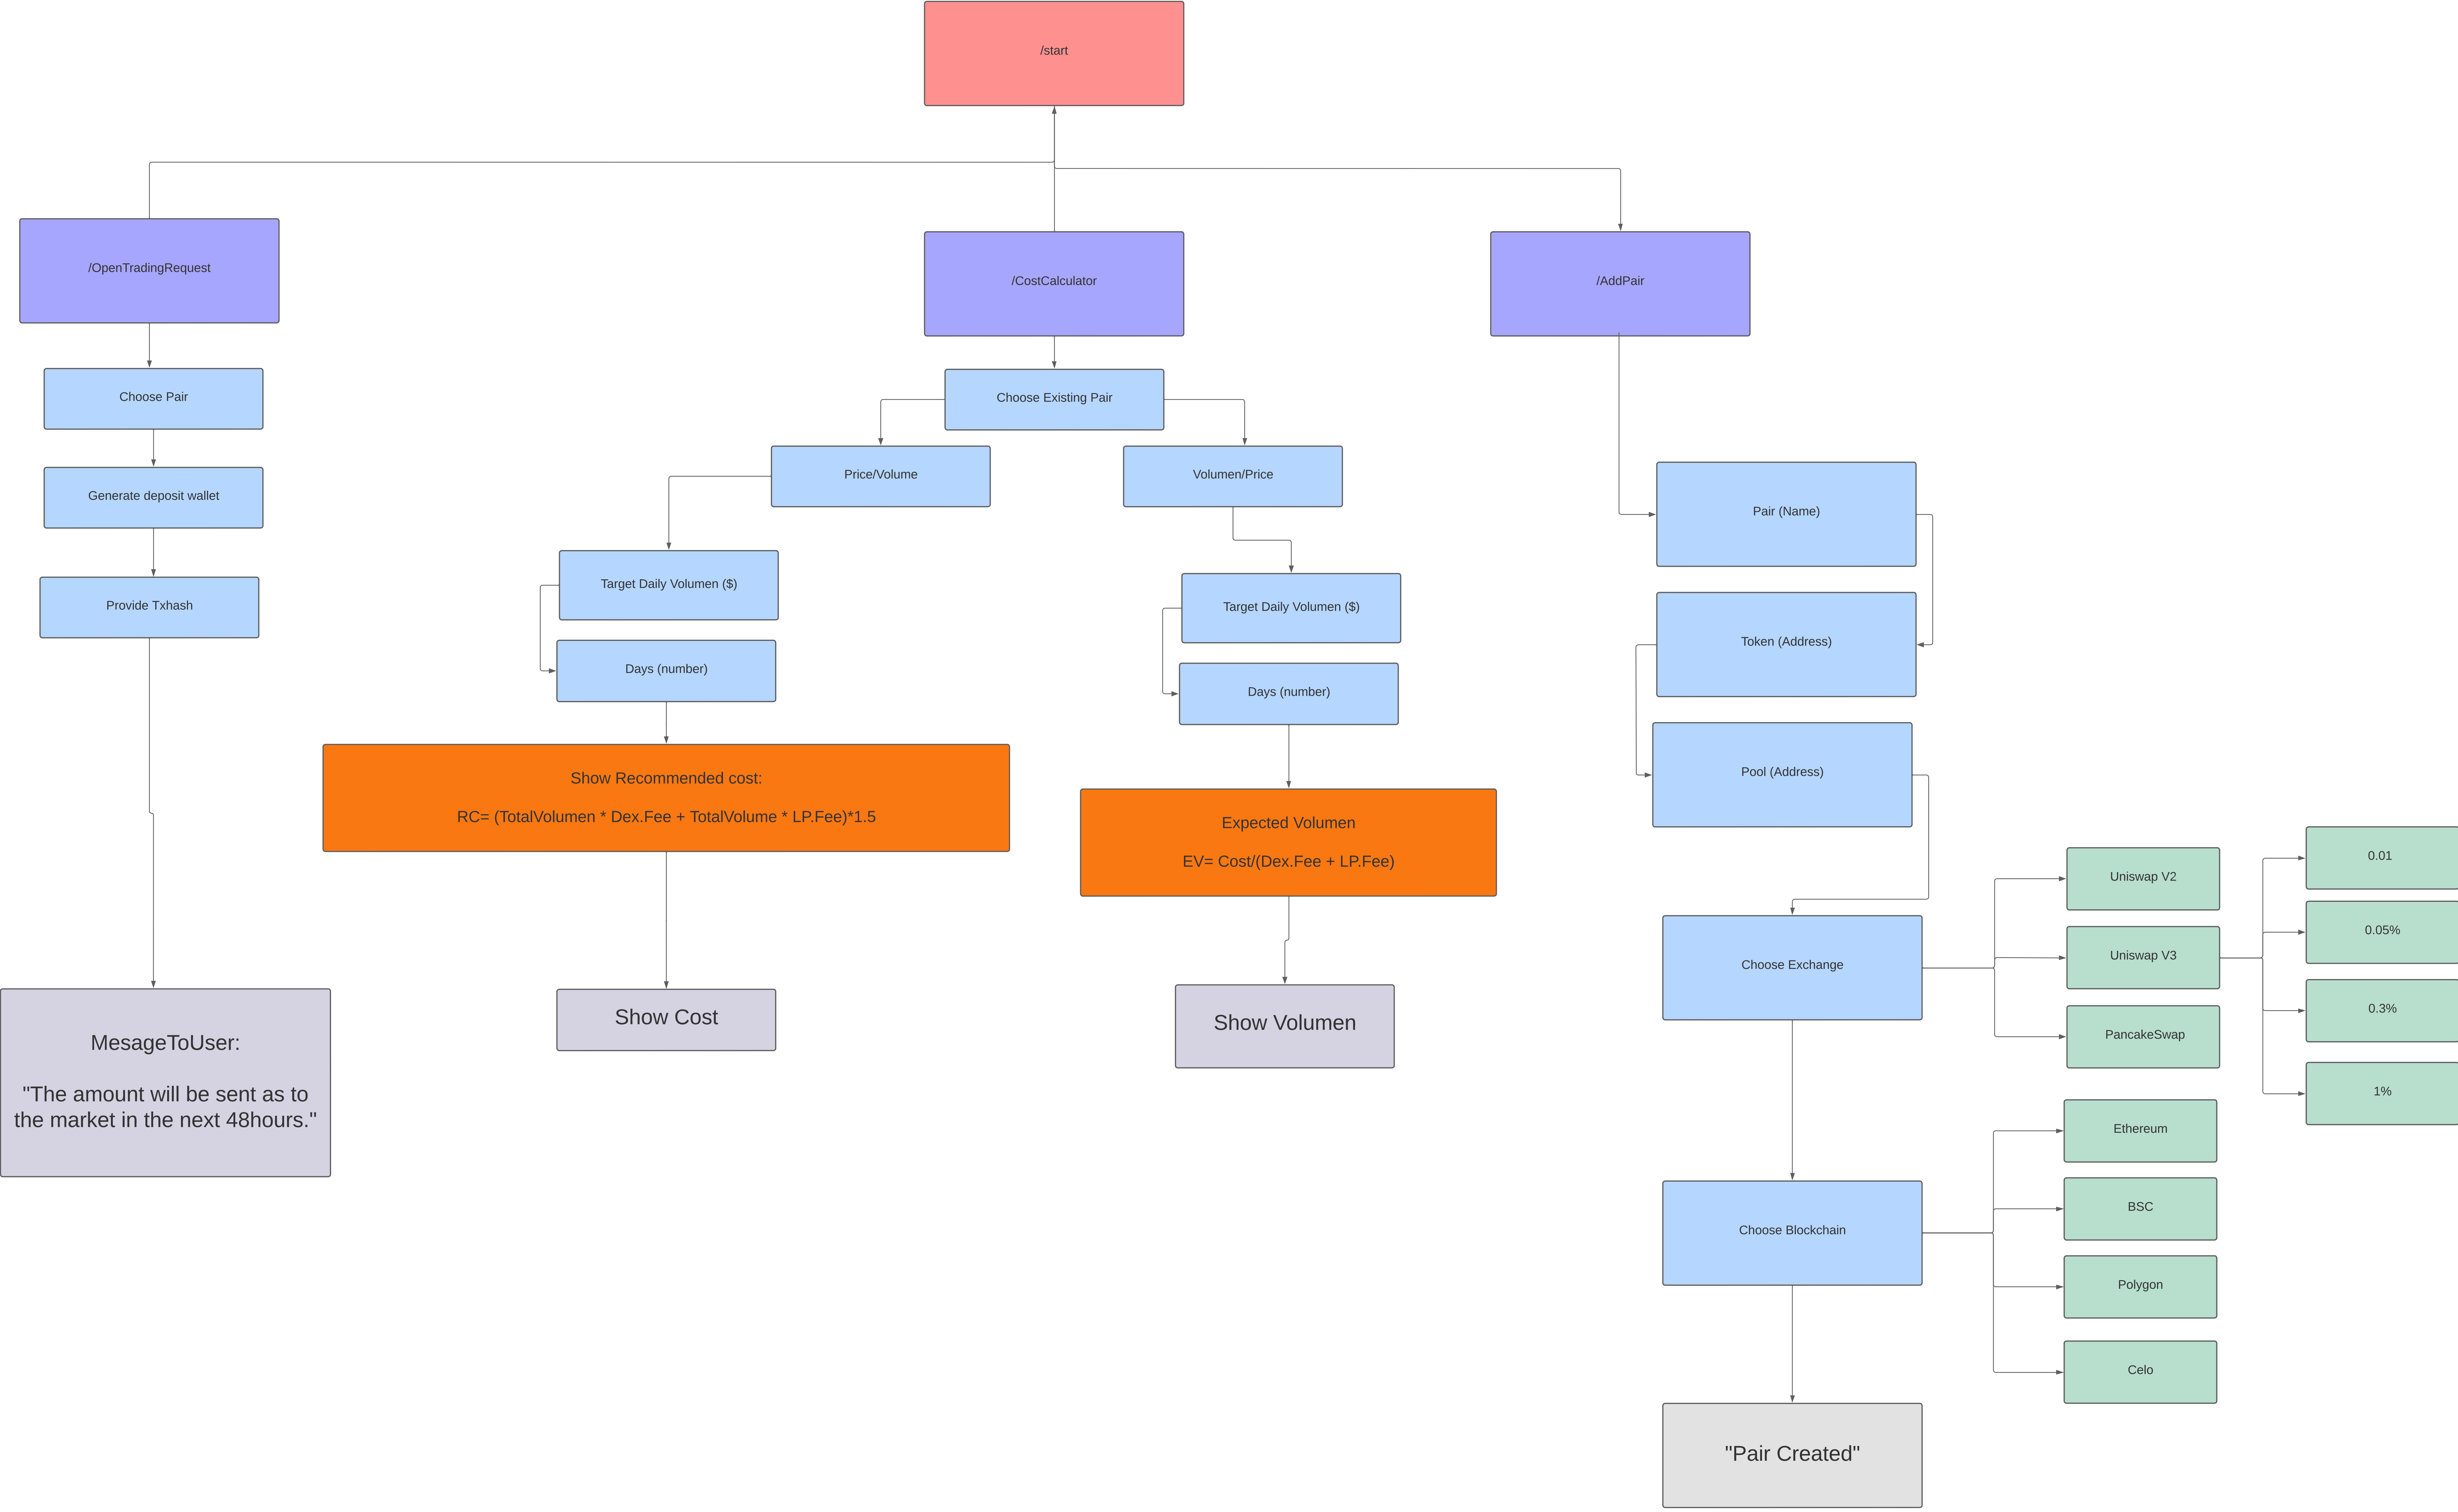 /start
/OpenTradingRequest
/CostCalculator
/AddPair
Choose Pair
Generate deposit wallet
Provide Txhash
MesageToUser:
"The amount will be sent as to
the market in the next 48hours."
Choose Existing Pair
Price/Volume
Volumen/Price
Target Daily Volumen ($)
Days (number)
Show Recommended cost:
RC= (TotalVolumen * Dex.Fee + TotalVolume * LP.Fee)*1.5
Show Cost
Target Daily Volumen ($)
Days (number)
Expected Volumen
EV= Cost/(Dex.Fee + LP.Fee)
Show Volumen
Pair (Name)
Token (Address)
Pool (Address)
Choose Exchange
Uniswap V2
Uniswap V3
PancakeSwap
0.01
0.05%
0.3%
1%
Choose Blockchain
Ethereum
BSC
Polygon
Celo
"Pair Created"